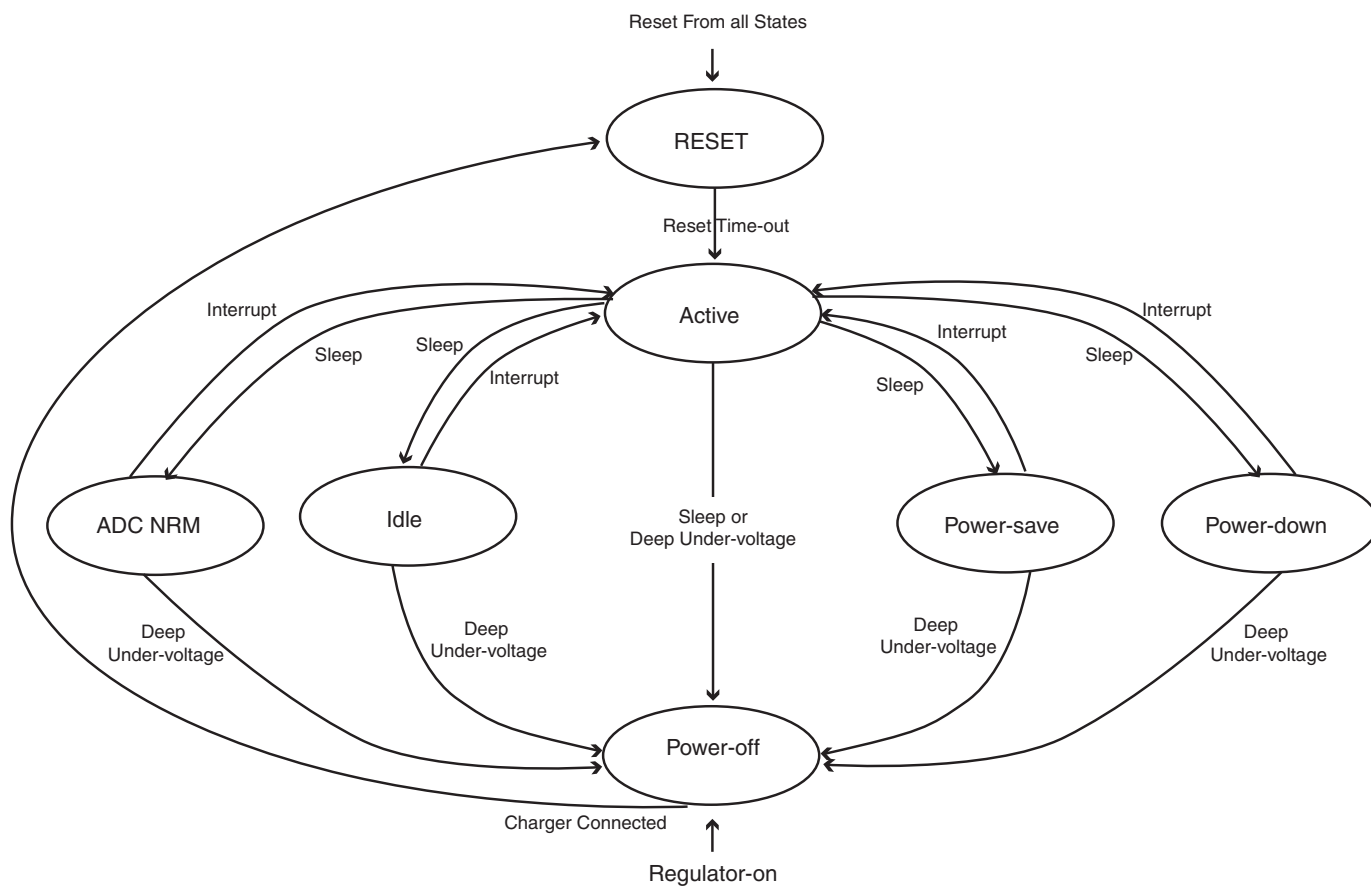 Reset From all States
RESET
Reset Time-out
Active
Interrupt
Sleep
Sleep
Interrupt
Interrupt
Sleep
Interrupt
Sleep
ADC NRM
Idle
Sleep or
Deep Under-voltage
Power-save
Power-down
Deep
Under-voltage
Deep
Under-voltage
Deep
Under-voltage
Deep
Under-voltage
Power-off
Charger Connected
Regulator-on